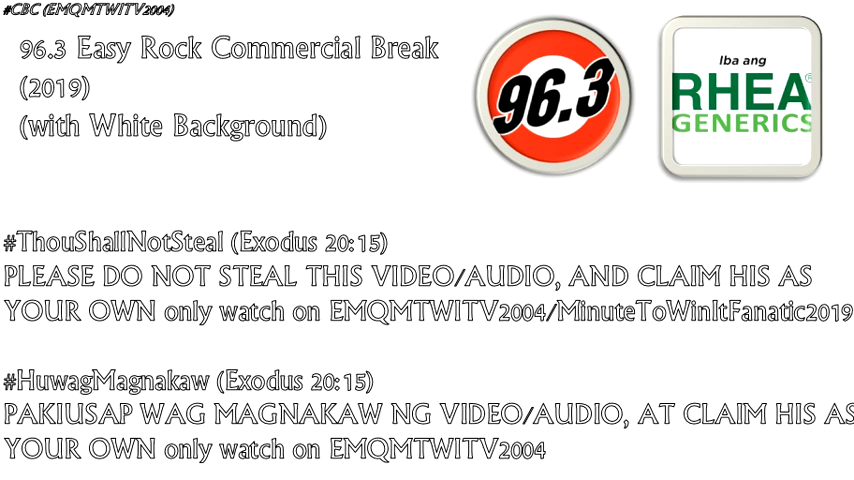 #CBC (EMQMTWITV2004)
96.3 Easy Rock Commercial Break
(2019)
(with White Background)
96.3
Iba ang
RHEA®
GENERICS
#ThouShallNotSteal (Exodus 20:15)
PLEASE DO NOT STEAL THIS VIDEO/AUDIO, AND CLAIM HIS AS
YOUR OWN only watch on EMQMTWITV2004/MinuteToWinItFanatic2019
#HuwagMagnakaw (Exodus 20:15)
PAKIUSAP WAG MAGNAKAW NG VIDEO/AUDIO, AT CLAIM HIS AS
YOUR OWN only watch on EMQMTWITV2004